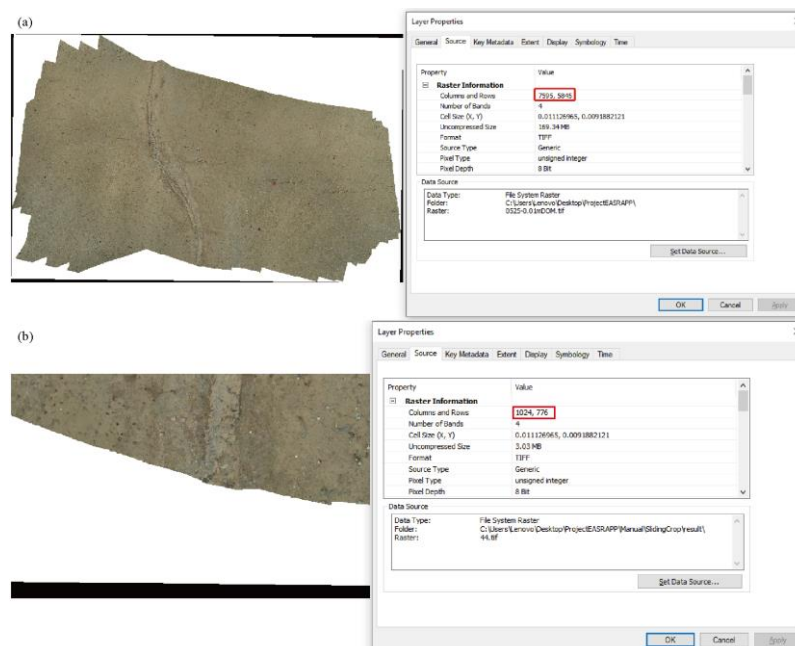 (a)
Layer Properties
General Source Key Metadata Extent Display Symbology Time
Property Value
Raster Information
Columns and Rows 7595, 5845
Number of Bands 4
Cell Size (X, Y) 0.011126965, 0.0091882121
Uncompressed Size 169.34 MB
Format TIFF
Source Type Generic
Pixel Type unsigned integer
Pixel Depth 8 Bit
Data Source
Data Type: File System Raster
Folder: C:\Users\Lenovo\Desktop\ProjectEASRAPP\
Raster: 0525-0.01mDOM.tif
Set Data Source...
OK Cancel Apply
(b)
Layer Properties
General Source Key Metadata Extent Display Symbology Time
Property Value
Raster Information
Columns and Rows 1024, 776
Number of Bands 4
Cell Size (X, Y) 0.011126965, 0.0091882121
Uncompressed Size 3.03 MB
Format TIFF
Source Type Generic
Pixel Type unsigned integer
Pixel Depth 8 Bit
Data Source
Data Type: File System Raster
Folder: C:\Users\Lenovo\Desktop\ProjectEASRAPP\Manual\SlidingCrop\result\
Raster: 44.tif
Set Data Source...
OK Cancel Apply